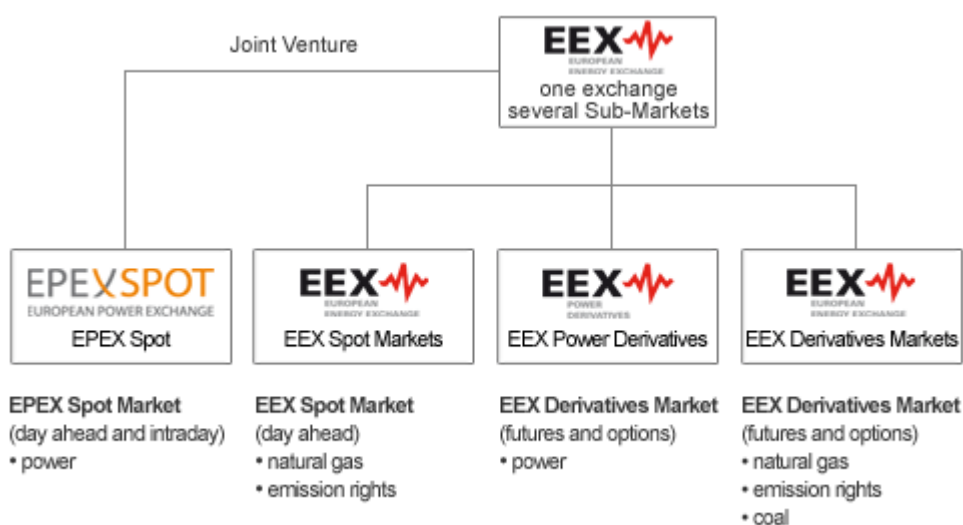 Joint Venture
EEX
EUROPEAN
ENERGY EXCHANGE
one exchange
several Sub-Markets
EPEXSPOT
EUROPEAN POWER EXCHANGE
EPEX Spot
EEX
EUROPEAN
ENERGY EXCHANGE
EEX Spot Markets
EEX
POWER
DERIVATIVES
EEX Power Derivatives
EEX
EUROPEAN
ENERGY EXCHANGE
EEX Derivatives Markets
EPEX Spot Market
(day ahead and intraday)
• power
EEX Spot Market
(day ahead)
• natural gas
• emission rights
EEX Derivatives Market
(futures and options)
• power
EEX Derivatives Market
(futures and options)
• natural gas
• emission rights
• coal